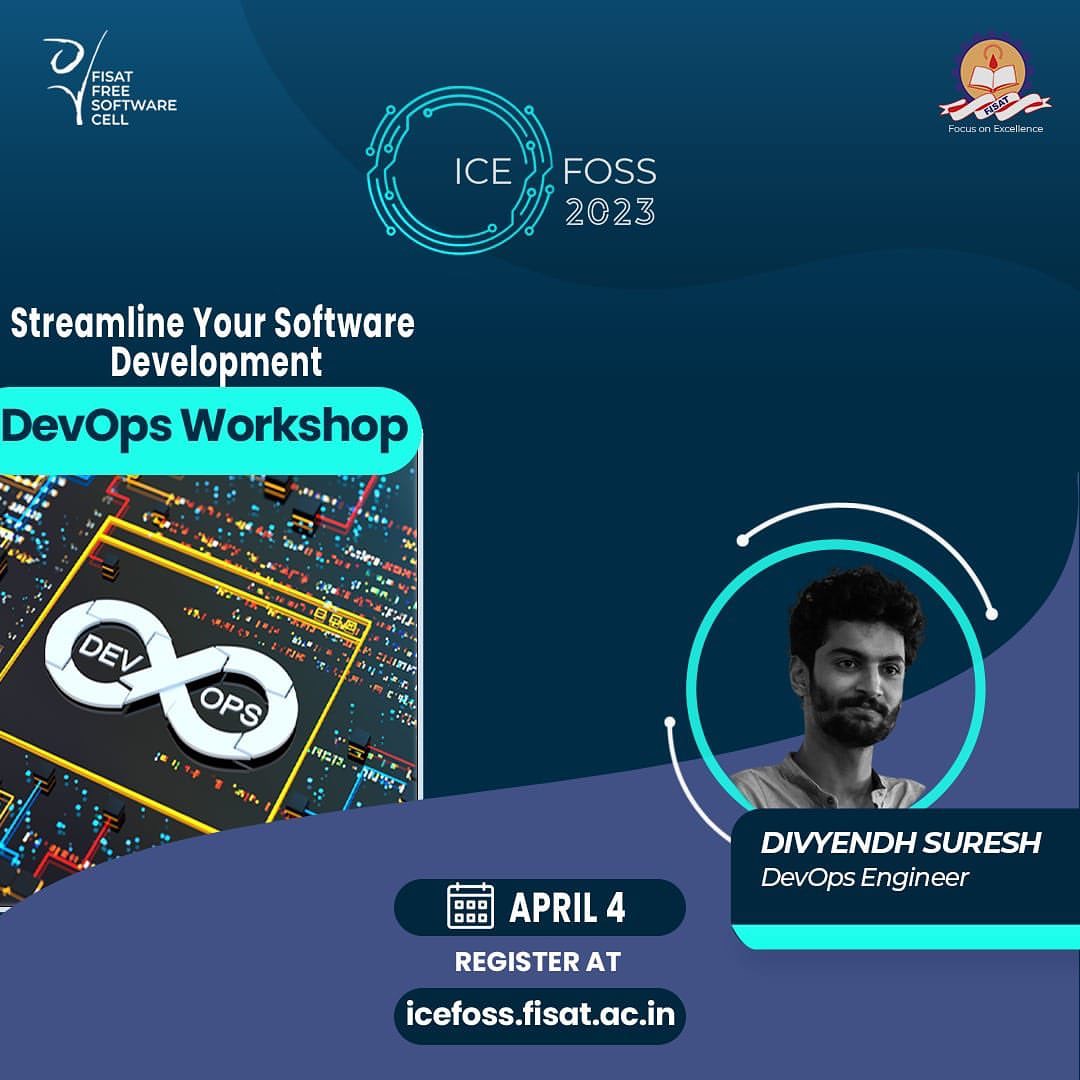 FISAT
FREE
SOFTWARE
CELL
FISAT
Focus on Excellence
ICE FOSS
2023
Streamline Your Software
Development
DevOps Workshop
DEV
OPS
DIVYENDH SURESH
DevOps Engineer
APRIL 4
REGISTER AT
icefoss.fisat.ac.in